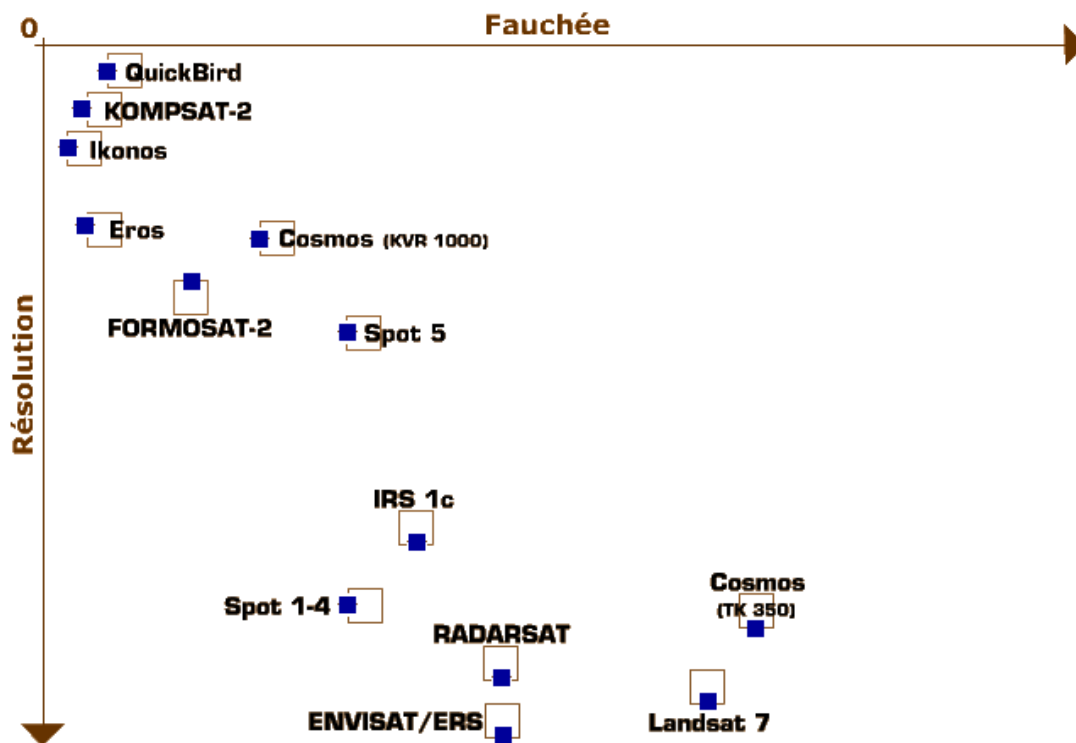 0
Fauchée
QuickBird
KOMPSAT-2
Ikonos
Eros
Cosmos (KVR 1000)
FORMOSAT-2
Spot 5
Résolution
IRS 1c
Spot 1-4
Cosmos
(TK 350)
RADARSAT
ENVISAT/ERS
Landsat 7